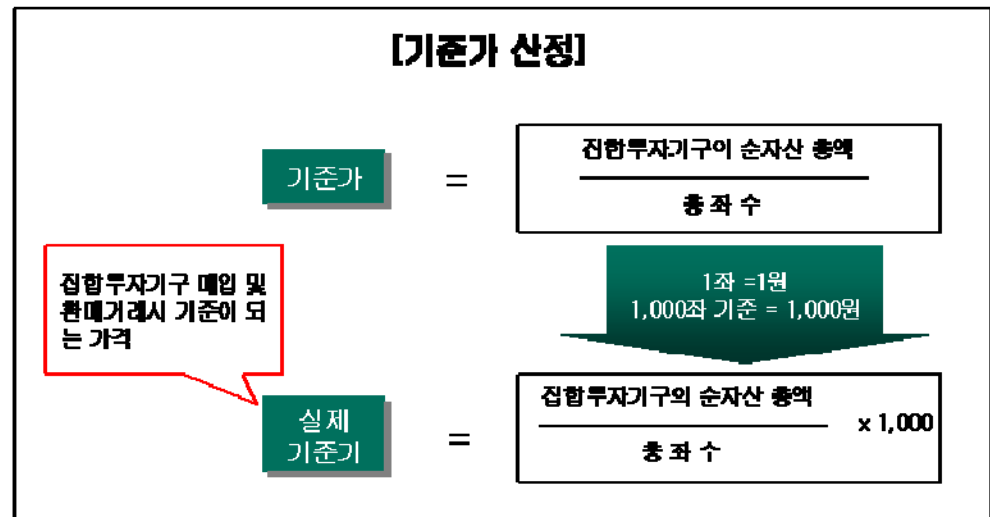 [기준가 산정]
기준가
=
집합투자기구이 순자산 총액
총 좌 수
집합투자기구 매입 및
환매거래시 기준이 되
는 가격
1좌 =1원
1,000좌 기준 = 1,000원
실제
기준기
=
집합투자기구의 순자산 총액
총 좌 수
x 1,000